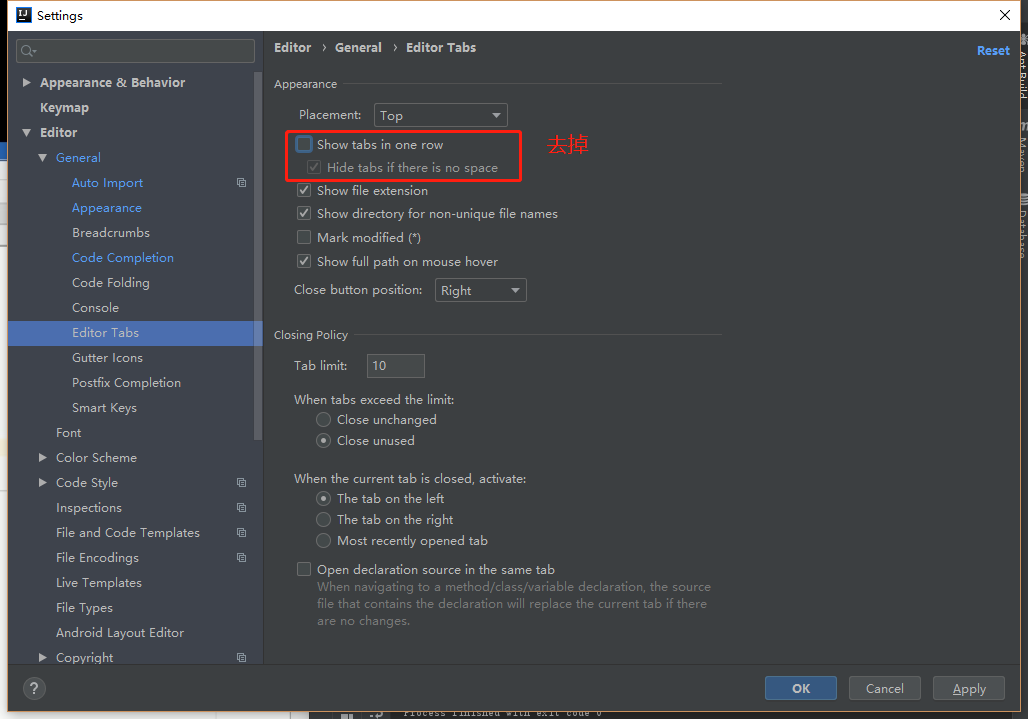 Settings
Editor › General › Editor Tabs
Reset
Appearance & Behavior
Keymap
Editor
General
Auto Import
Appearance
Breadcrumbs
Code Completion
Code Folding
Console
Editor Tabs
Gutter Icons
Postfix Completion
Smart Keys
Font
Color Scheme
Code Style
Inspections
File and Code Templates
File Encodings
Live Templates
File Types
Android Layout Editor
Copyright
Appearance
Placement: Top
Show tabs in one row
去掉
Hide tabs if there is no space
Show file extension
Show directory for non-unique file names
Mark modified (*)
Show full path on mouse hover
Close button position: Right
Closing Policy
Tab limit: 10
When tabs exceed the limit:
Close unchanged
Close unused
When the current tab is closed, activate:
The tab on the left
The tab on the right
Most recently opened tab
Open declaration source in the same tab
When navigating to a method/class/variable declaration, the source
file that contains the declaration will replace the current tab if there
are no changes.
?
OK Cancel Apply
Ant Build
Maven
Database
Process finished with exit code 0